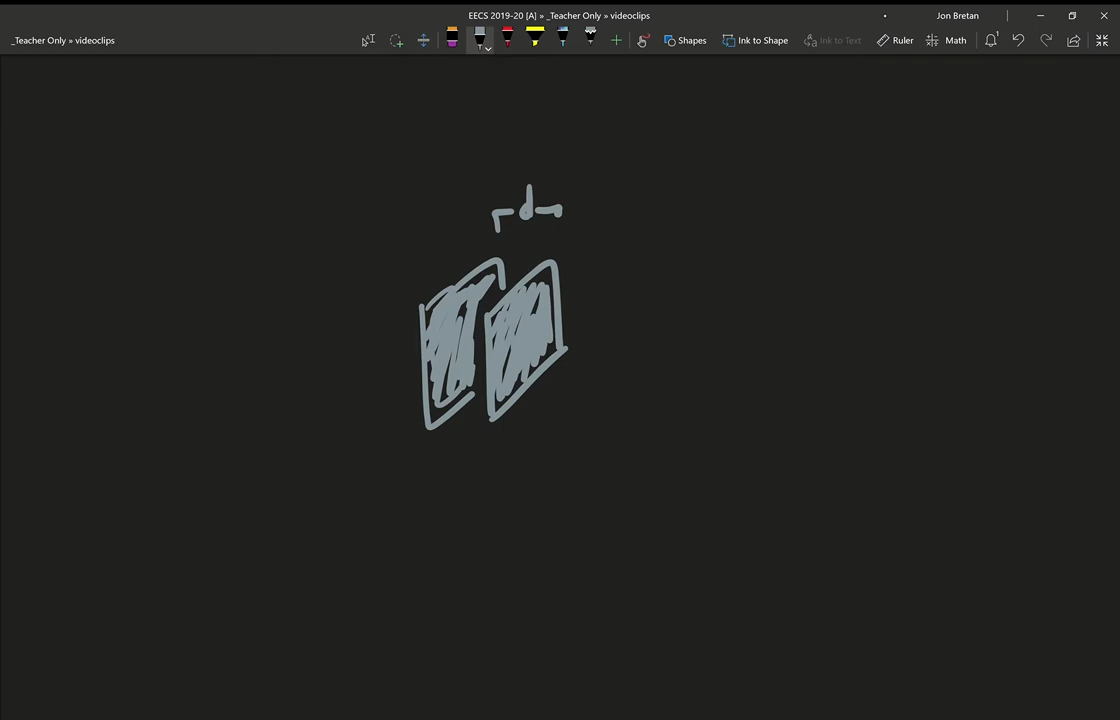 EECS 2019-20 [A] » _Teacher Only » videoclips
Jon Bretan
_Teacher Only » videoclips
Shapes
Ink to Shape
Ink to Text
Ruler
Math
1
d